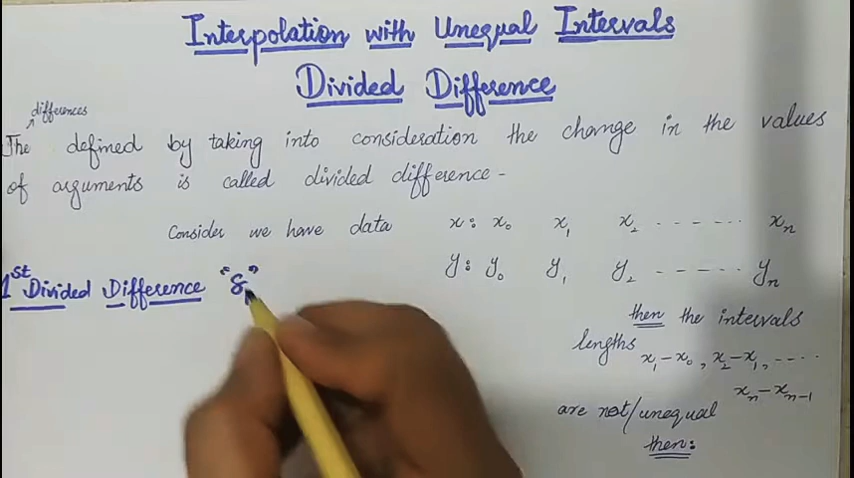 Interpolation with Unequal Intervals
Divided Difference
differences
The defined by taking into consideration the change in the values
of arguments is called divided difference -
Consider we have data x: x₀ x₁ x₂ ------- xₙ
y: y₀ y₁ y₂ ------- yₙ
1st Divided Difference "δ"
then the intervals
lengths x₁-x₀, x₂-x₁, ....
xₙ-xₙ₋₁
are not/unequal
then: